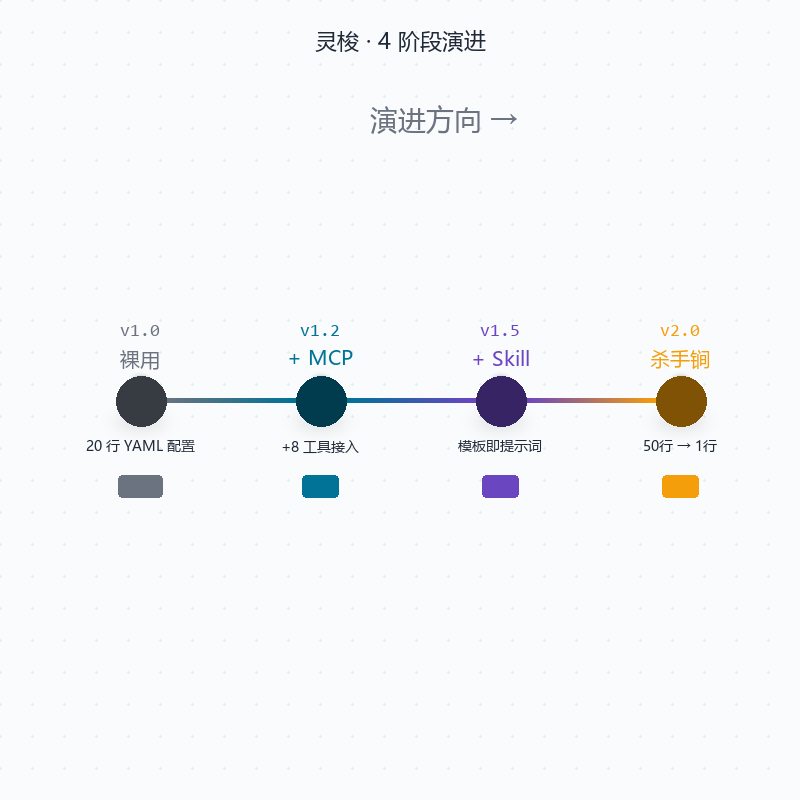 灵梭 · 4 阶段演进
演进方向 →
v1.0
裸用
20 行 YAML 配置
v1.2
+ MCP
+8 工具接入
v1.5
+ Skill
模板即提示词
v2.0
杀手锏
50行 → 1行